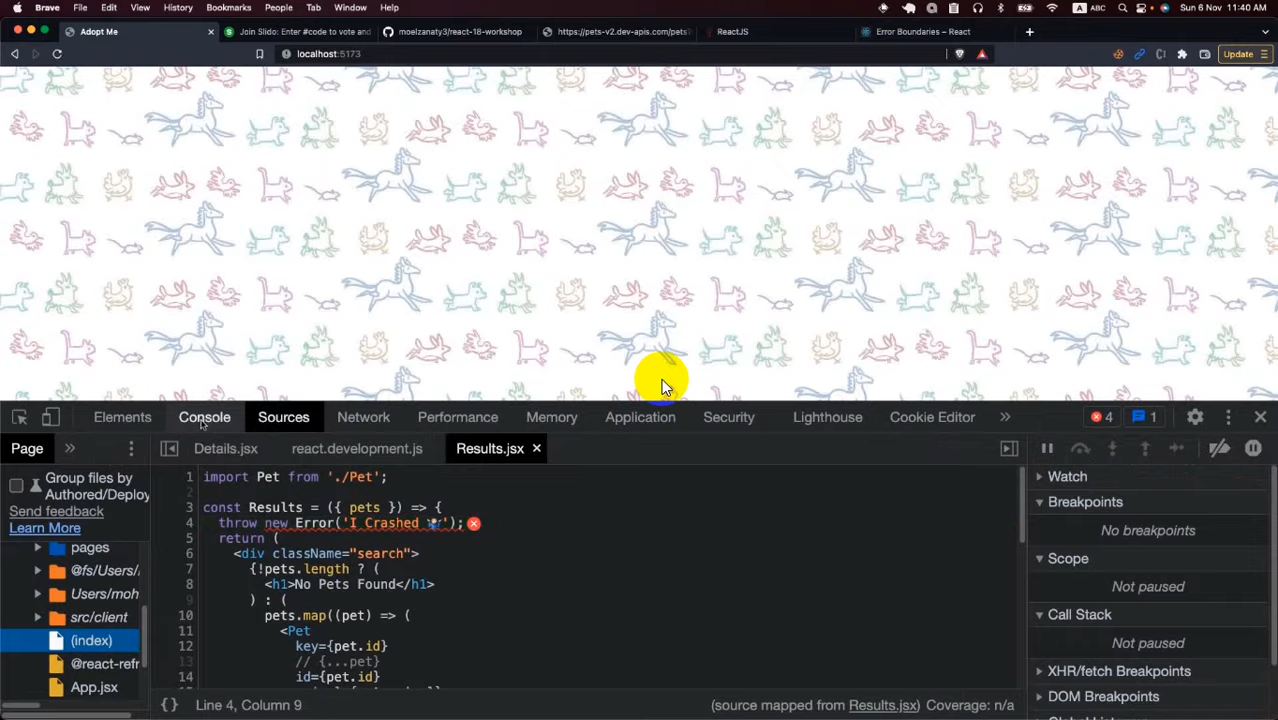 Brave File Edit View History Bookmarks People Tab Window Help ABC Sun 6 Nov 11:40 AM
Adopt Me Join Slido: Enter #code to vote and moelzanaty3/react-18-workshop https://pets-v2.dev-apis.com/pets? ReactJS Error Boundaries – React
localhost:5173 Update
Elements Console Sources Network Performance Memory Application Security Lighthouse Cookie Editor 4 1
Page Details.jsx react.development.js Results.jsx
Group files by
Authored/Deploy
Send feedback
Learn More
pages
@fs/Users/
Users/moh
src/client
(index)
@react-refr
App.jsx
1 import Pet from './Pet';
2
3 const Results = ({ pets }) => {
4 throw new Error('I Crashed 🤷‍♂️');
5 return (
6 <div className="search">
7 {!pets.length ? (
8 <h1>No Pets Found</h1>
9 ) : (
10 pets.map((pet) => (
11 <Pet
12 key={pet.id}
13 // {...pet}
14 id={pet.id}
Watch
Breakpoints
No breakpoints
Scope
Not paused
Call Stack
Not paused
XHR/fetch Breakpoints
DOM Breakpoints
{} Line 4, Column 9 (source mapped from Results.jsx) Coverage: n/a